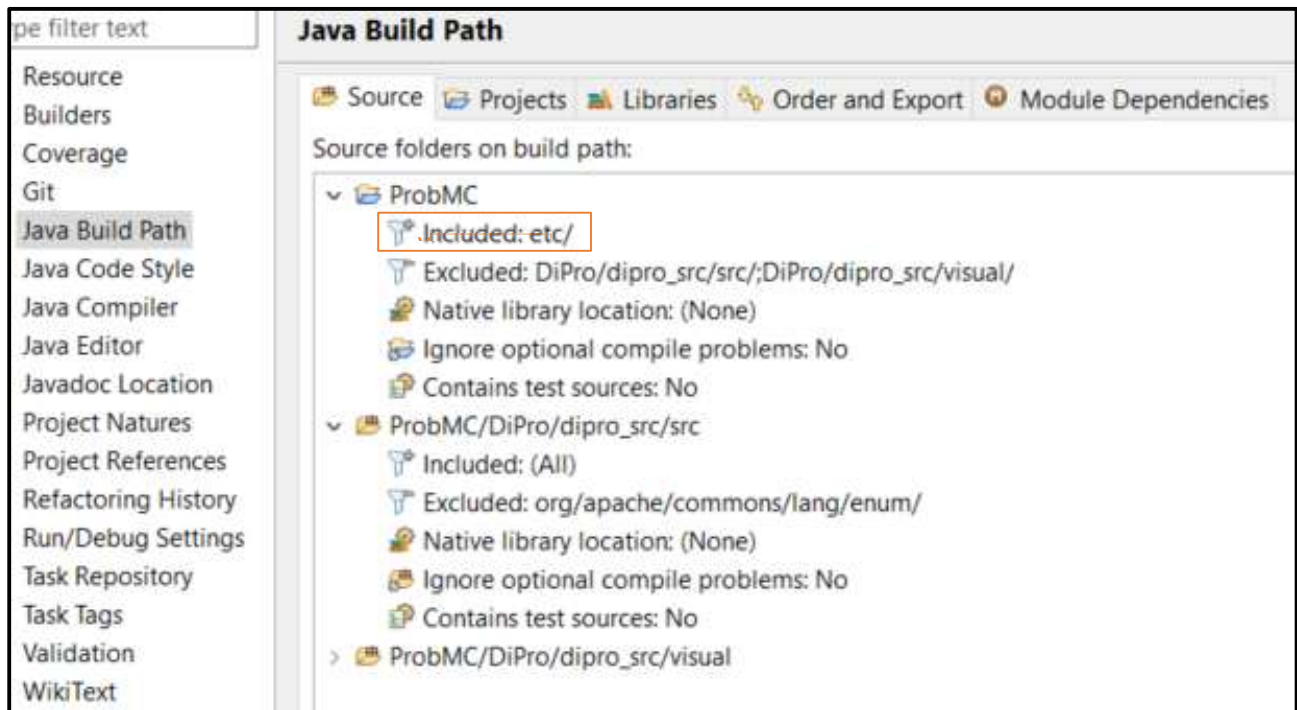 pe filter text
Resource
Builders
Coverage
Git
Java Build Path
Java Code Style
Java Compiler
Java Editor
Javadoc Location
Project Natures
Project References
Refactoring History
Run/Debug Settings
Task Repository
Task Tags
Validation
WikiText
Java Build Path
Source Projects Libraries Order and Export Module Dependencies
Source folders on build path:
ProbMC
Included: etc/
Excluded: DiPro/dipro_src/src/;DiPro/dipro_src/visual/
Native library location: (None)
Ignore optional compile problems: No
Contains test sources: No
ProbMC/DiPro/dipro_src/src
Included: (All)
Excluded: org/apache/commons/lang/enum/
Native library location: (None)
Ignore optional compile problems: No
Contains test sources: No
ProbMC/DiPro/dipro_src/visual